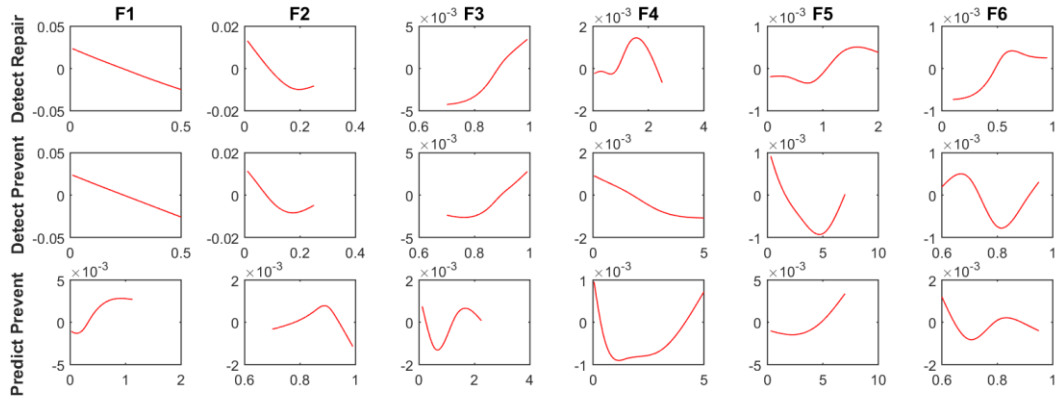 F1 F2 F3 F4 F5 F6
Detect Repair
0.05 0 -0.05 0 0.5
0.02 0 -0.02 0 0.2 0.4
×10⁻³ 5 0 -5 0.6 0.8 1
×10⁻³ 2 0 -2 0 2 4
×10⁻³ 1 0 -1 0 1 2
×10⁻³ 1 0 -1 0 0.5 1
Detect Prevent
0.05 0 -0.05 0 0.5
0.02 0 -0.02 0 0.2 0.4
×10⁻³ 5 0 -5 0.6 0.8 1
×10⁻³ 2 0 -2 0 5
×10⁻³ 1 0 -1 0 5 10
×10⁻³ 1 0 -1 0.6 0.8 1
Predict Prevent
×10⁻³ 5 0 -5 0 1 2
×10⁻³ 2 0 -2 0.6 0.8 1
×10⁻³ 2 0 -2 0 2 4
×10⁻³ 1 0 -1 0 5
×10⁻³ 5 0 -5 0 5 10
×10⁻³ 2 0 -2 0.6 0.8 1